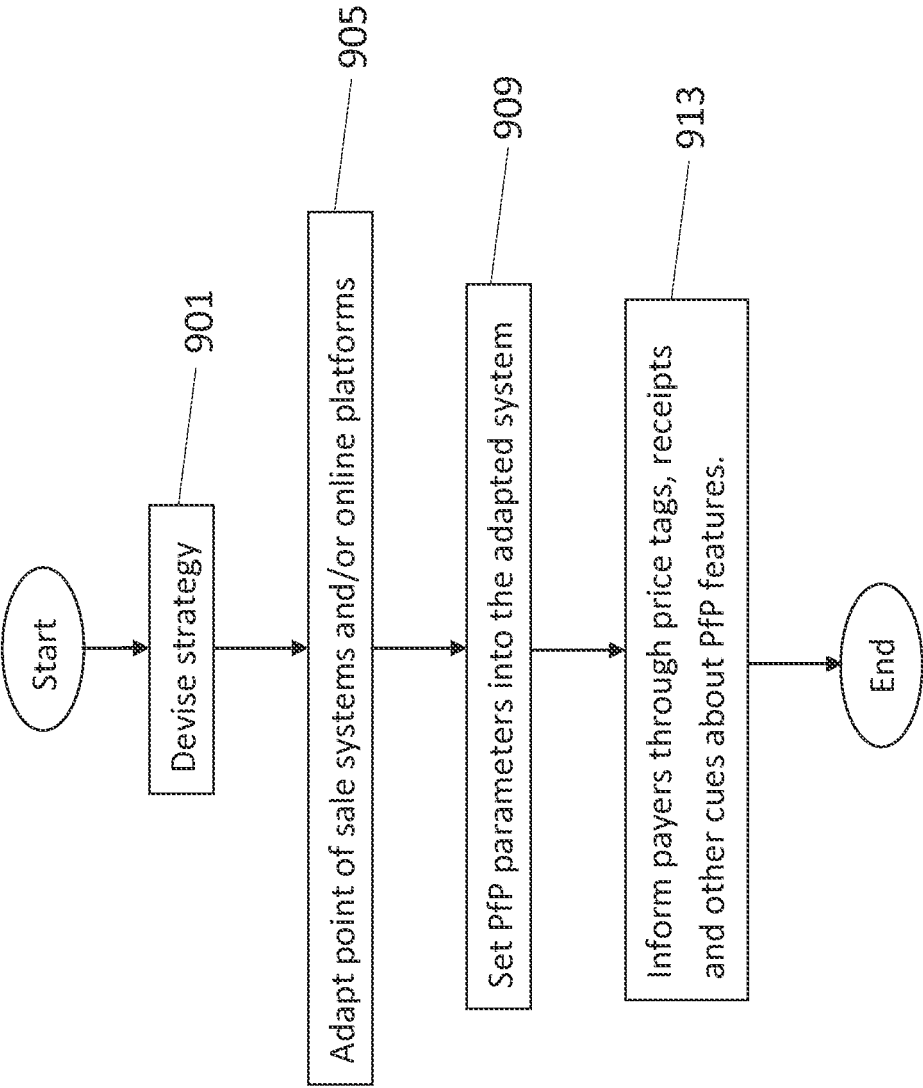 Start
Devise strategy
901
Adapt point of sale systems and/or online platforms
905
Set PfP parameters into the adapted system
909
Inform payers through price tags, receipts
and other cues about PfP features.
913
End